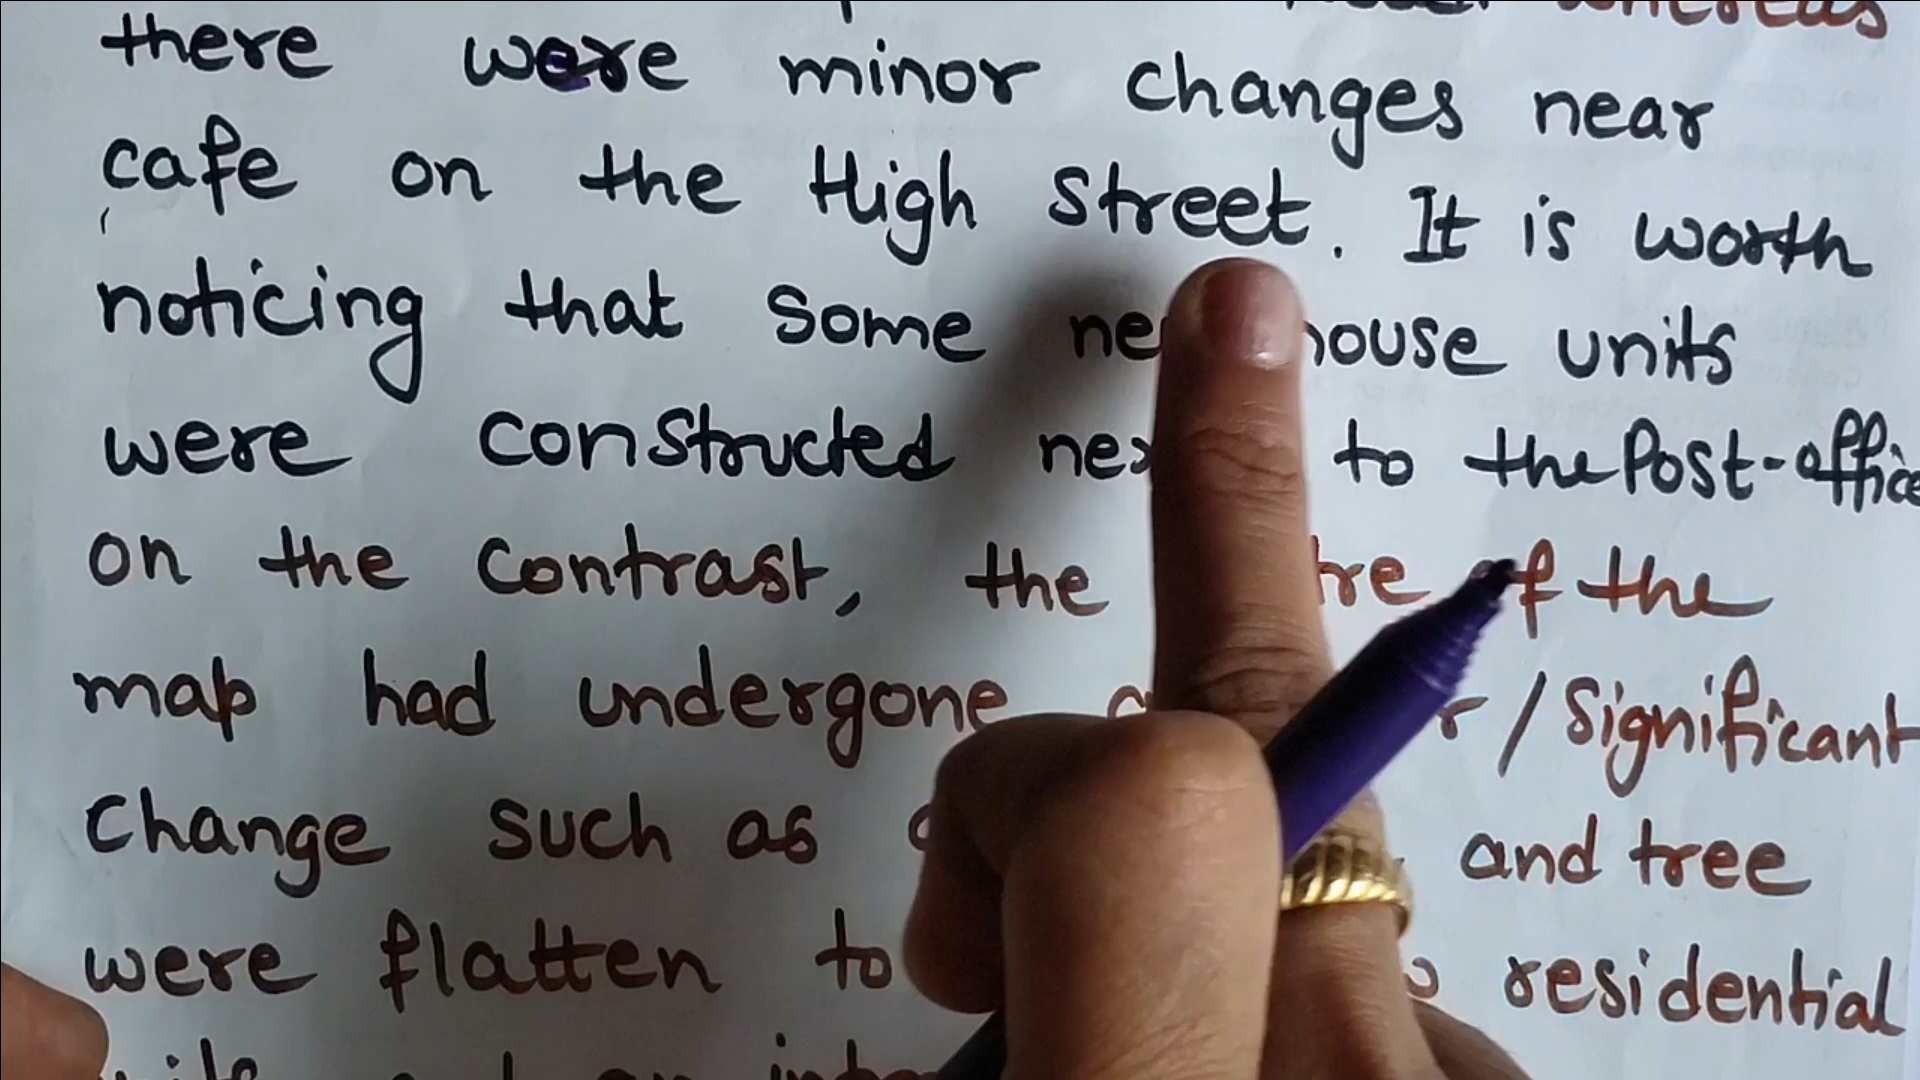 whereas
there were minor changes near
cafe on the High Street. It is worth
noticing that some house units
were constructed to the Post-office
on the contrast, the of the
map had undergone / Significant
Change such as and tree
were flatten to residential